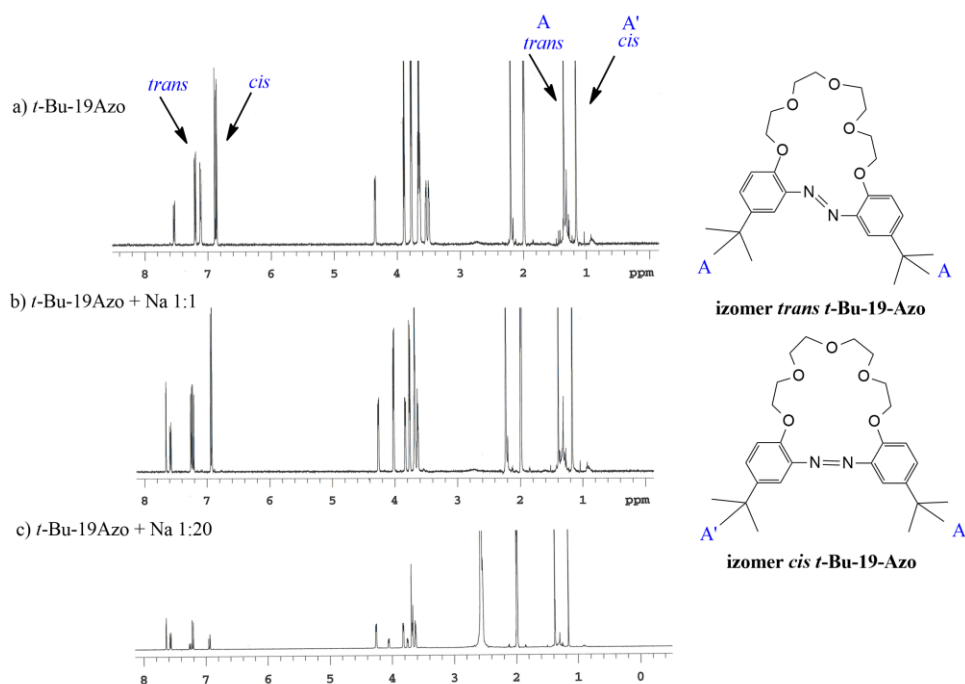 a) t-Bu-19Azo
trans
cis
A
trans
A'
cis
8 7 6 5 4 3 2 1 ppm
b) t-Bu-19Azo + Na 1:1
8 7 6 5 4 3 2 1 ppm
c) t-Bu-19Azo + Na 1:20
8 7 6 5 4 3 2 1 0
O
O
O
O
O
N
N
A
A
izomer trans t-Bu-19-Azo
O
O
O
O
O
N
N
A'
A
izomer cis t-Bu-19-Azo